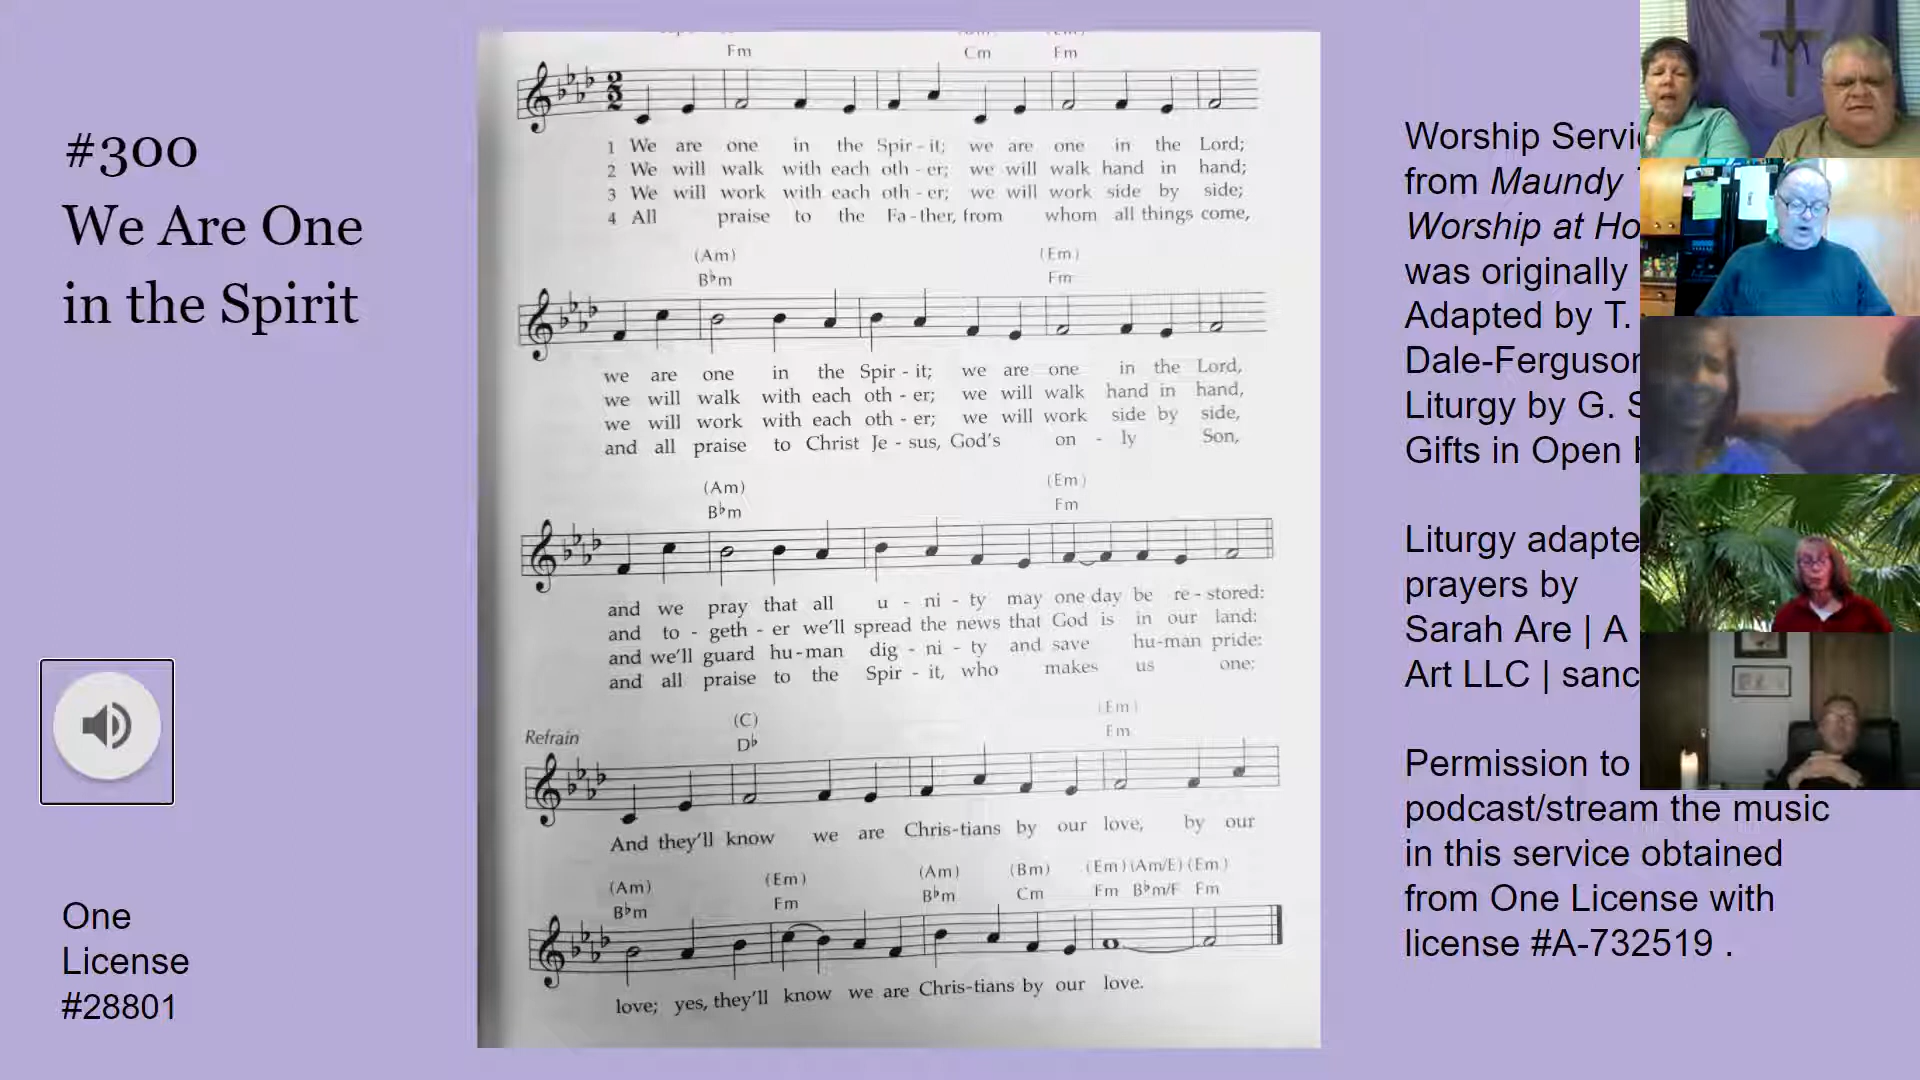 #300
We Are One
in the Spirit
One
License
#28801
Fm Cm Fm
1 We are one in the Spir - it; we are one in the Lord;
2 We will walk with each oth - er; we will walk hand in hand;
3 We will work with each oth - er; we will work side by side;
4 All praise to the Fa - ther, from whom all things come,
(Am) (Em)
B♭m Fm
we are one in the Spir - it; we are one in the Lord,
we will walk with each oth - er; we will walk hand in hand,
we will work with each oth - er; we will work side by side,
and all praise to Christ Je - sus, God's on - ly Son,
(Am) (Em)
B♭m Fm
and we pray that all u - ni - ty may one day be re - stored:
and to - geth - er we'll spread the news that God is in our land:
and we'll guard hu - man dig - ni - ty and save hu - man pride:
and all praise to the Spir - it, who makes us one:
(C) (Em)
Refrain D♭ Fm
And they'll know we are Chris - tians by our love, by our
(Am) (Em) (Am) (Bm) (Em) (Am/E) (Em)
B♭m Fm B♭m Cm Fm B♭m/F Fm
love; yes, they'll know we are Chris - tians by our love.
Worship Servi
from Maundy
Worship at Ho
was originally
Adapted by T.
Dale-Ferguson
Liturgy by G. S
Gifts in Open
Liturgy adapte
prayers by
Sarah Are | A
Art LLC | sanc
Permission to
podcast/stream the music
in this service obtained
from One License with
license #A-732519 .